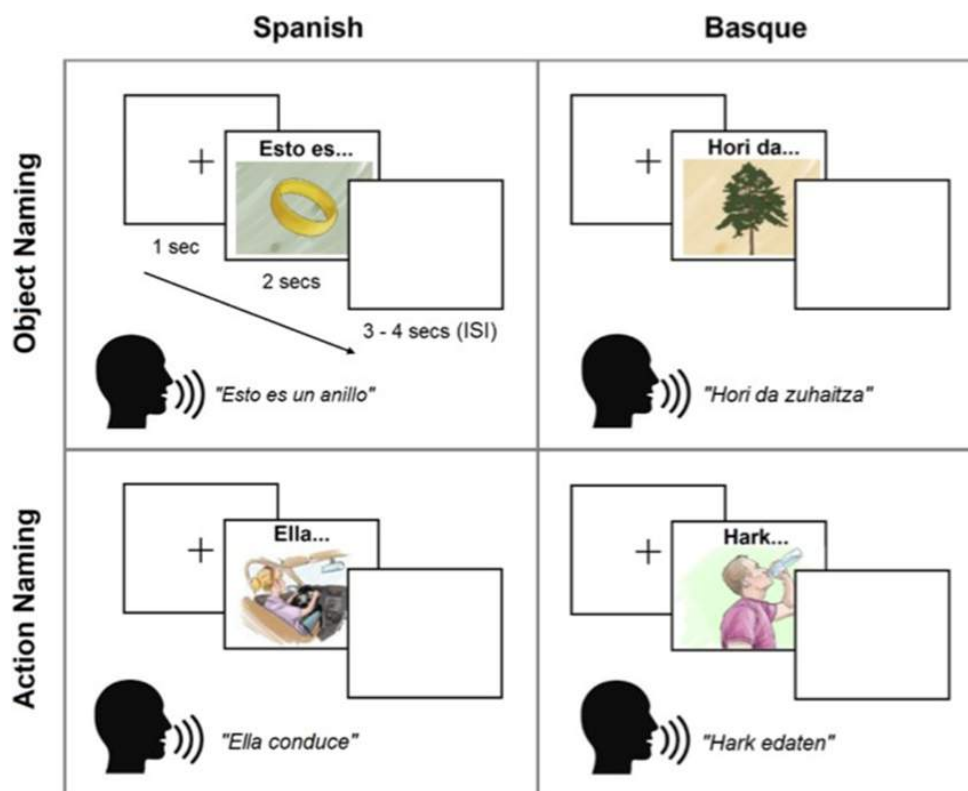 Spanish
Basque
Object Naming
Esto es...
1 sec
2 secs
3 - 4 secs (ISI)
"Esto es un anillo"
Hori da...
"Hori da zuhaitza"
Action Naming
Ella...
"Ella conduce"
Hark...
"Hark edaten"